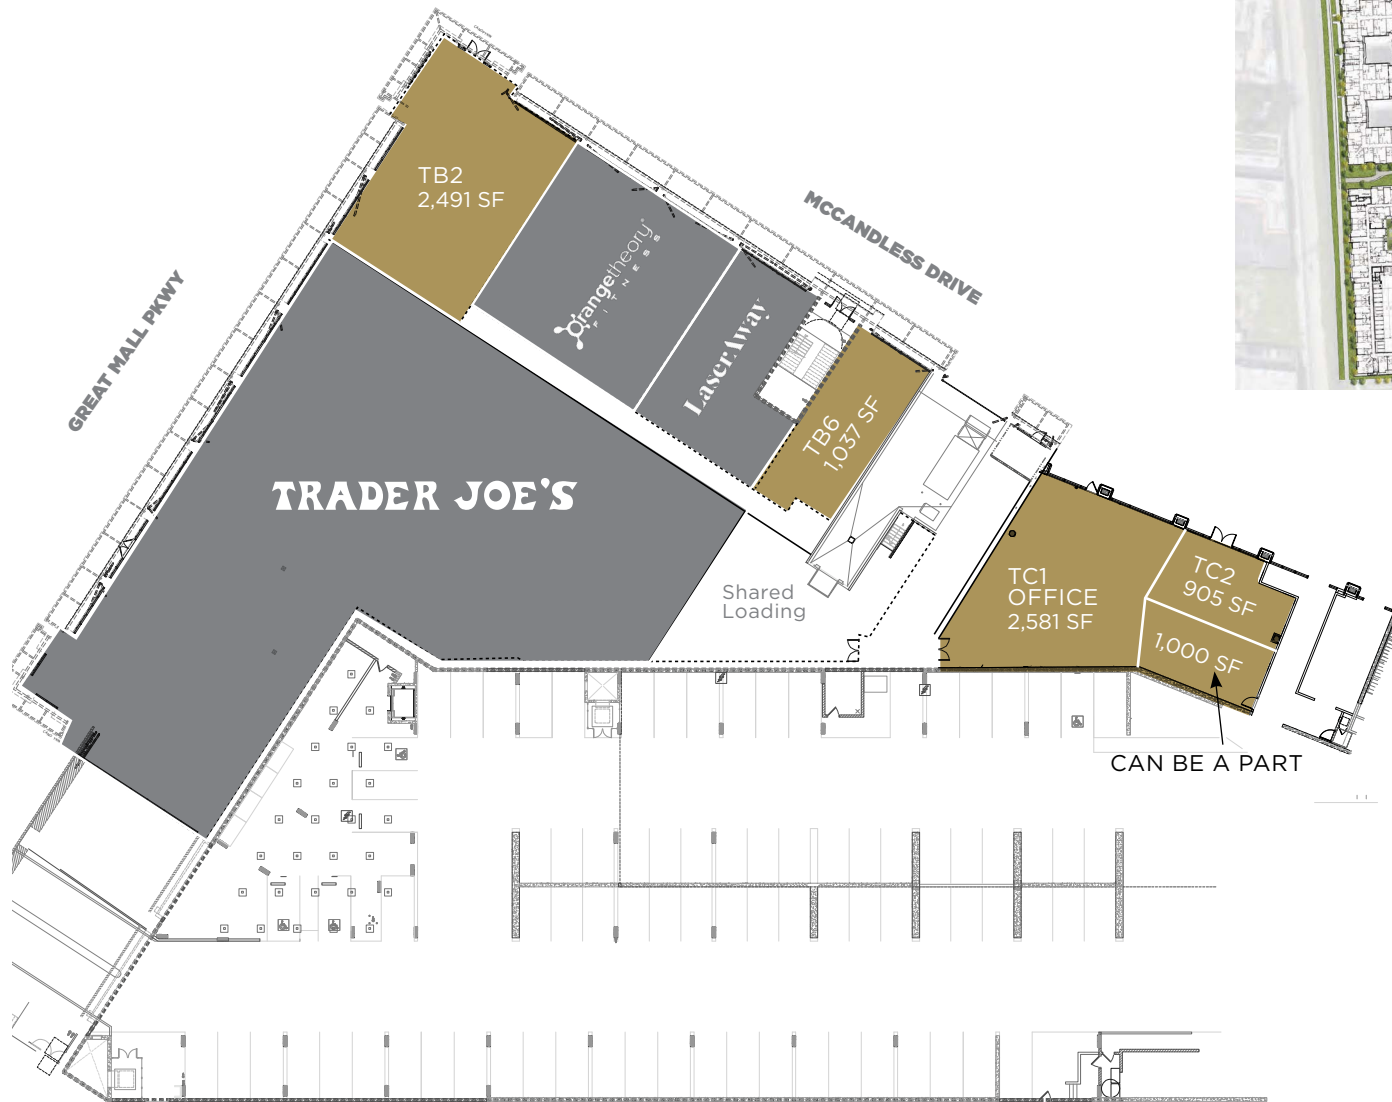 TB2
2,491 SF
MCCANDLESS DRIVE
GREAT MALL PKWY
Orangetheory®
FITNESS
LaserAway
TB6
1,037 SF
TRADER JOE'S
Shared
Loading
TC1
OFFICE
2,581 SF
TC2
905 SF
1,000 SF
CAN BE A PART